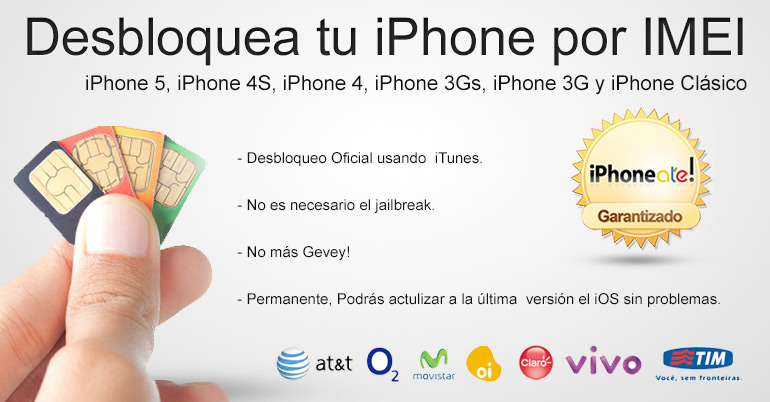 Desbloquea tu iPhone por IMEI
iPhone 5, iPhone 4S, iPhone 4, iPhone 3Gs, iPhone 3G y iPhone Clásico
- Desbloqueo Oficial usando iTunes.
iPhoneate!
Garantizado
- No es necesario el jailbreak.
- No más Gevey!
- Permanente, Podrás actulizar a la última versión el iOS sin problemas.
at&t
O2
movistar
oi
Claro
vivo
TIM
Você, sem fronteiras.